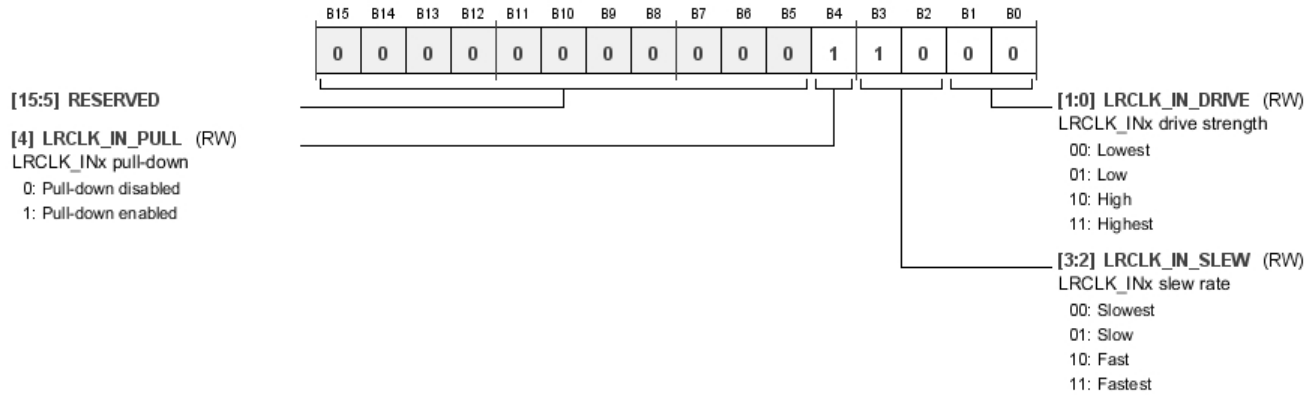 B15 B14 B13 B12 B11 B10 B9 B8 B7 B6 B5 B4 B3 B2 B1 B0
0 0 0 0 0 0 0 0 0 0 0 1 1 0 0 0
[15:5] RESERVED
[4] LRCLK_IN_PULL (RW)
LRCLK_INx pull-down
0: Pull-down disabled
1: Pull-down enabled
[1:0] LRCLK_IN_DRIVE (RW)
LRCLK_INx drive strength
00: Lowest
01: Low
10: High
11: Highest
[3:2] LRCLK_IN_SLEW (RW)
LRCLK_INx slew rate
00: Slowest
01: Slow
10: Fast
11: Fastest